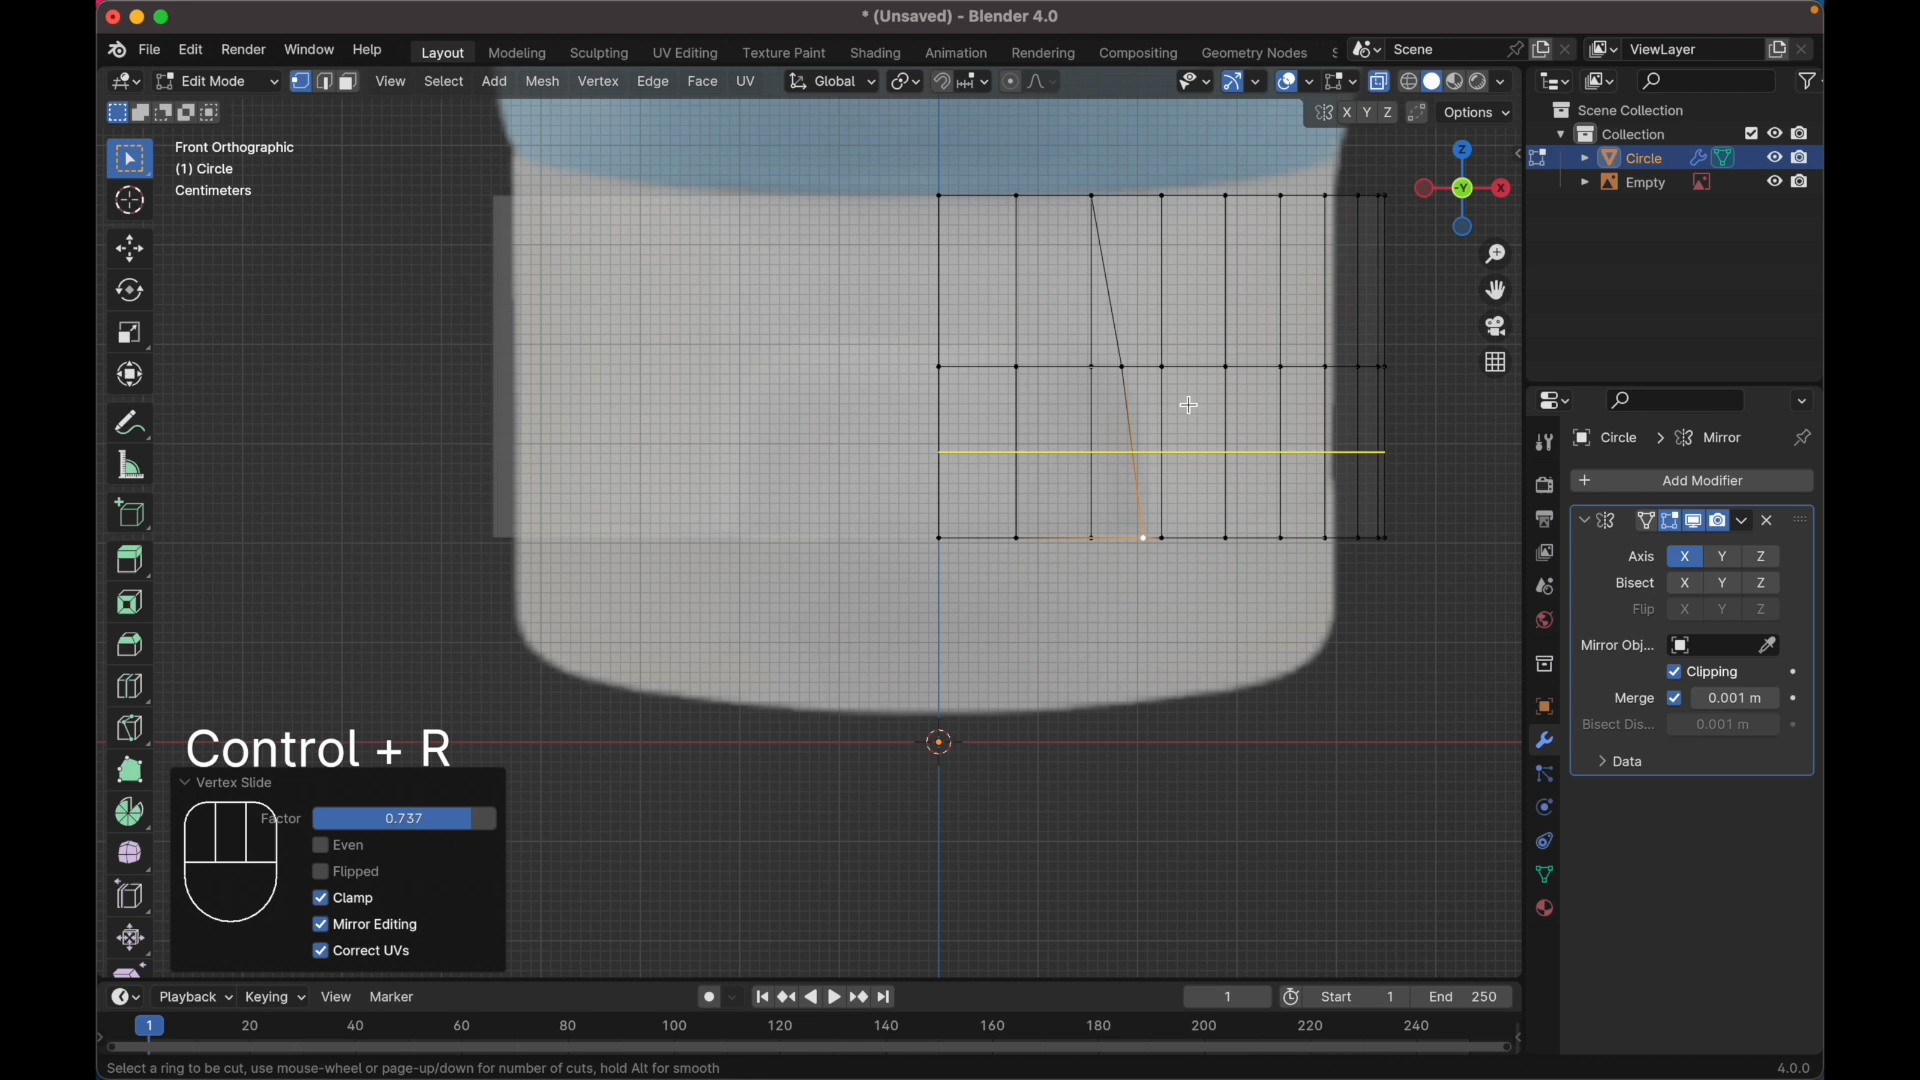 * (Unsaved) - Blender 4.0
File Edit Render Window Help Layout Modeling Sculpting UV Editing Texture Paint Shading Animation Rendering Compositing Geometry Nodes S Scene ViewLayer
Edit Mode View Select Add Mesh Vertex Edge Face UV Global
X Y Z Options
Front Orthographic
(1) Circle
Centimeters
Z
-Y
X
Scene Collection
Collection
Circle
Empty
Circle > Mirror
+ Add Modifier
Axis X Y Z
Bisect X Y Z
Flip X Y Z
Mirror Obj...
Clipping
Merge 0.001 m
Bisect Dis... 0.001 m
Data
Control + R
Vertex Slide
Factor 0.737
Even
Flipped
Clamp
Mirror Editing
Correct UVs
Playback Keying View Marker 1 Start 1 End 250
1 20 40 60 80 100 120 140 160 180 200 220 240
Select a ring to be cut, use mouse-wheel or page-up/down for number of cuts, hold Alt for smooth 4.0.0